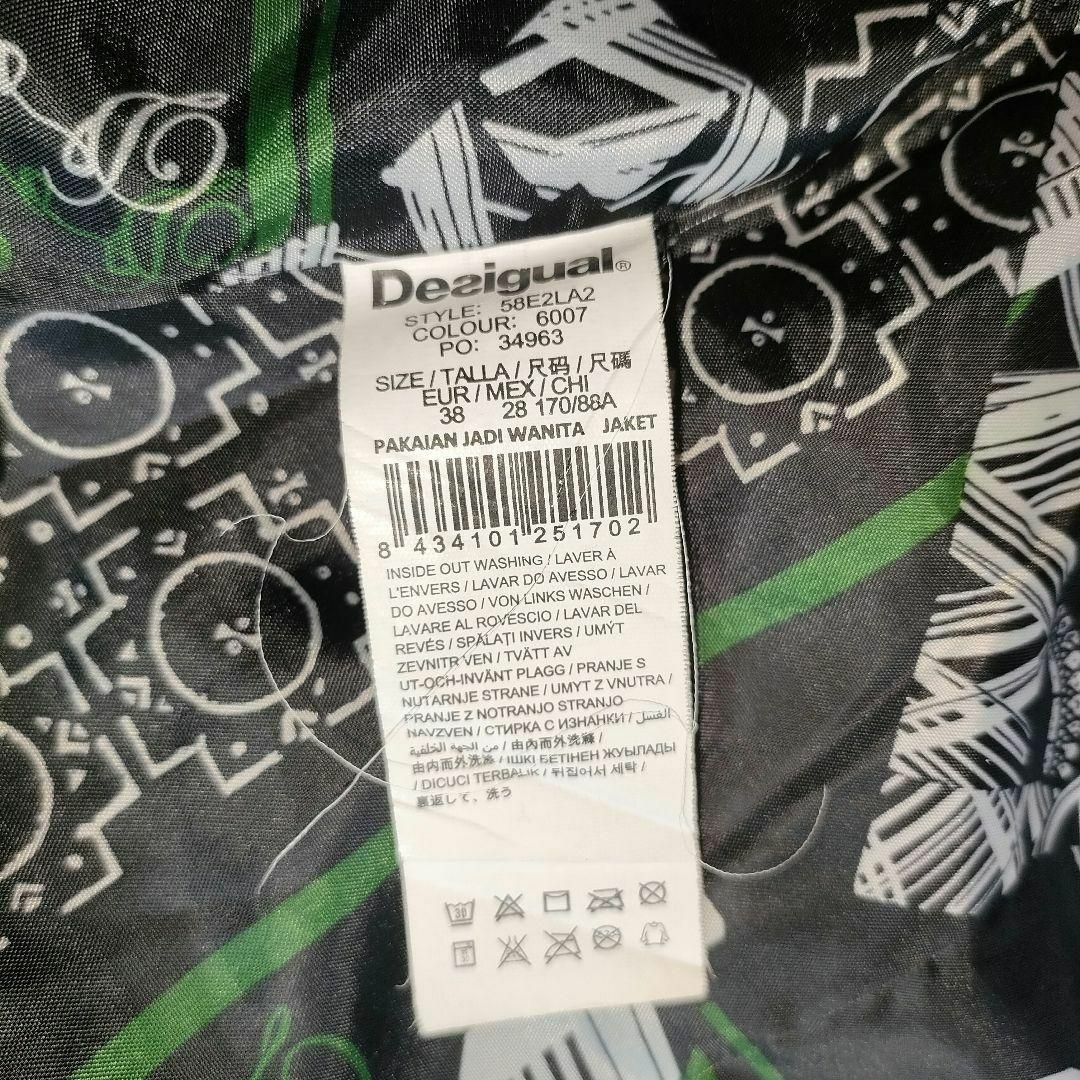 Desigual®
STYLE: 58E2LA2
COLOUR: 6007
PO: 34963
SIZE / TALLA / 尺码 / 尺碼
EUR / MEX / CHI
38 28 170/88A
PAKAIAN JADI WANITA JAKET
8 434101 251702
INSIDE OUT WASHING / LAVER À
L'ENVERS / LAVAR DO AVESSO / LAVAR
DO AVESSO / VON LINKS WASCHEN /
LAVARE AL ROVESCIO / LAVAR DEL
REVÉS / SPĂLAȚI INVERS / UMÝT
ZEVNITŘ VEN / TVÄTT AV
UT-OCH-INVÄNT PLAGG / PRANJE S
NUTARNJE STRANE / UMYT Z VNUTRA /
PRANJE Z NOTRANJO STRANJO
NAVZVEN / СТИРКА С ИЗНАНКИ / الغسل
من الجهة الخلفية / 由內而外洗滌 /
由内而外洗涤 / ІШКІ БЕТІНЕН ЖУЫЛАДЫ
/ DICUCI TERBALIK / 뒤집어서 세탁 /
裏返して、洗う
30